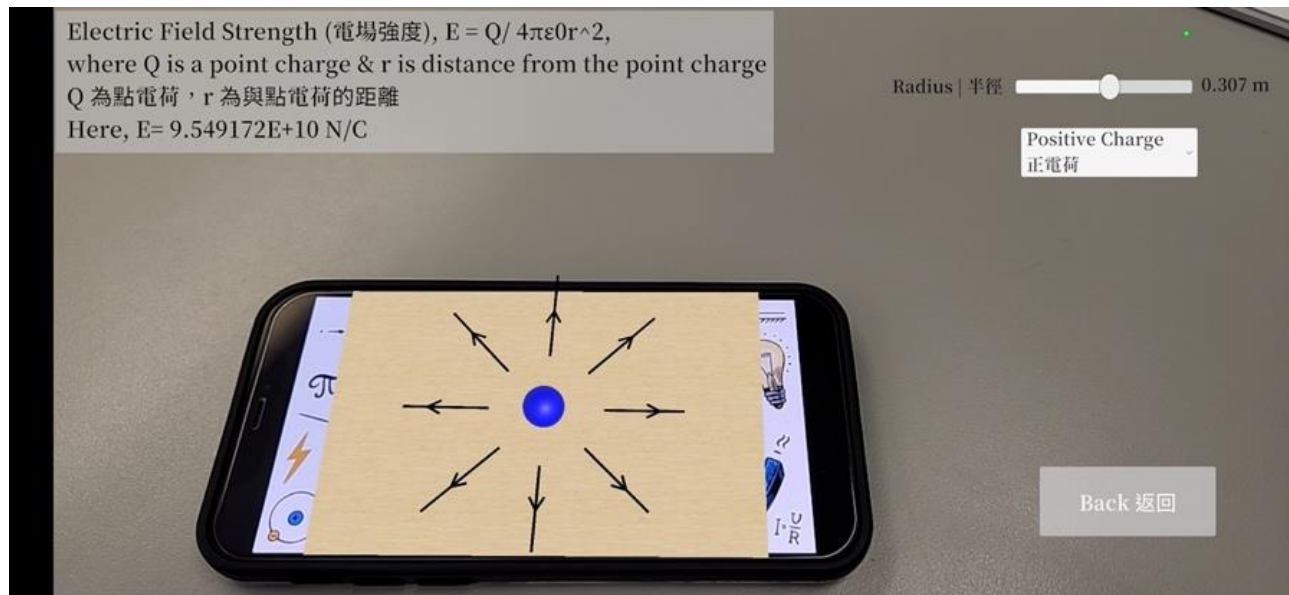 Electric Field Strength (電場強度), E = Q/ 4πε0r^2,
where Q is a point charge & r is distance from the point charge
Q 為點電荷，r 為與點電荷的距離
Here, E= 9.549172E+10 N/C
Radius | 半徑
0.307 m
Positive Charge
正電荷
π
I=U/R
Back 返回